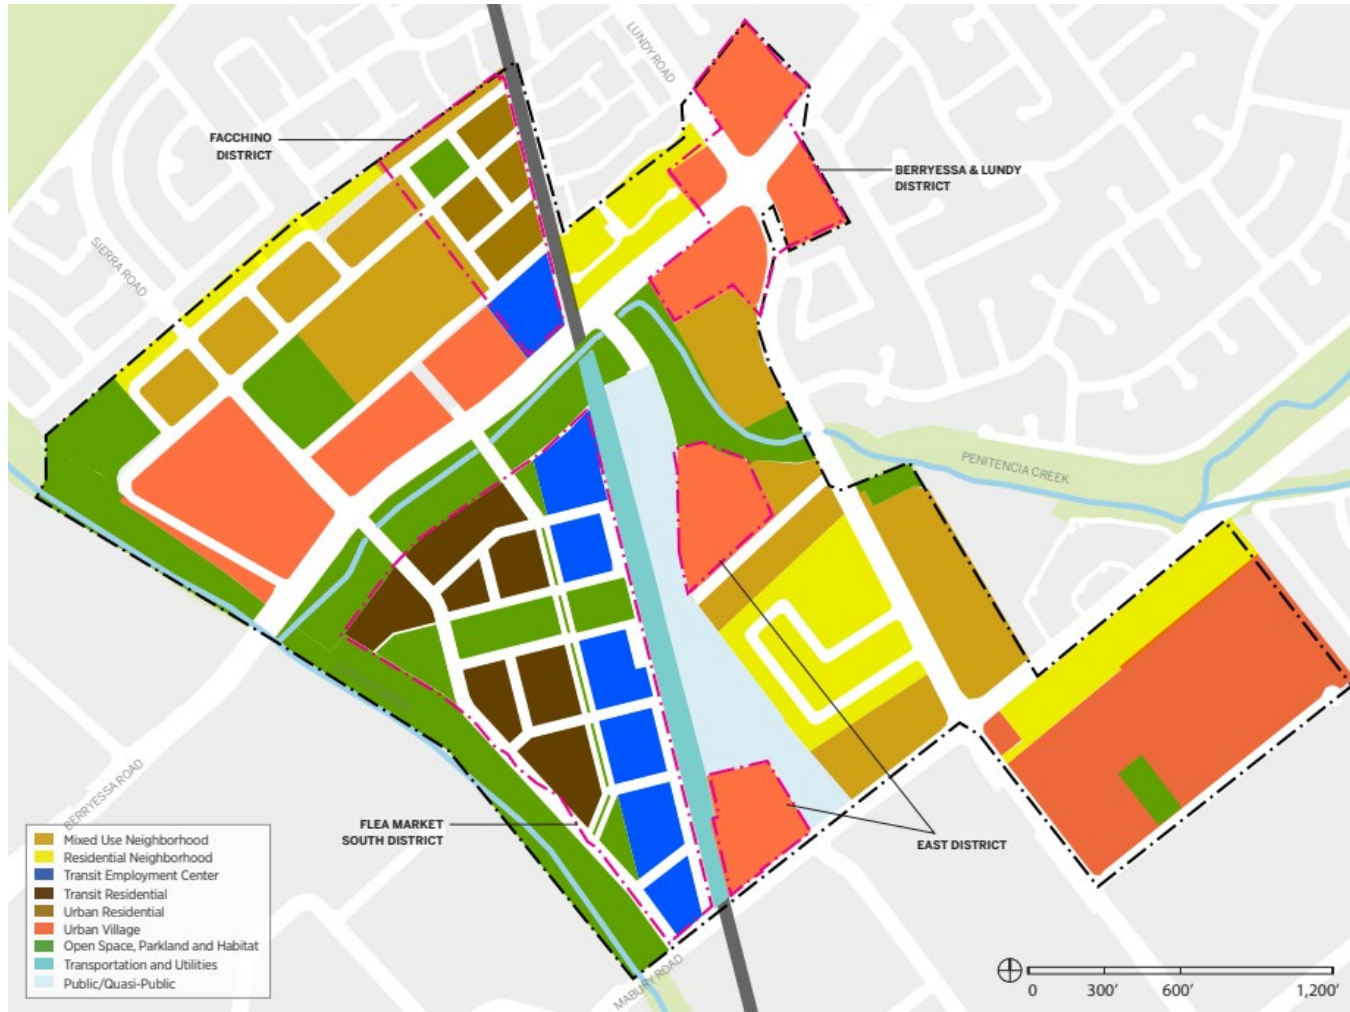 LUNDY ROAD
FACCHINO
DISTRICT
BERRYESSA & LUNDY
DISTRICT
SIERRA ROAD
PENITENCIA CREEK
BERRYESSA ROAD
FLEA MARKET
SOUTH DISTRICT
EAST DISTRICT
MABURY ROAD
Mixed Use Neighborhood
Residential Neighborhood
Transit Employment Center
Transit Residential
Urban Residential
Urban Village
Open Space, Parkland and Habitat
Transportation and Utilities
Public/Quasi-Public
0 300' 600' 1,200'